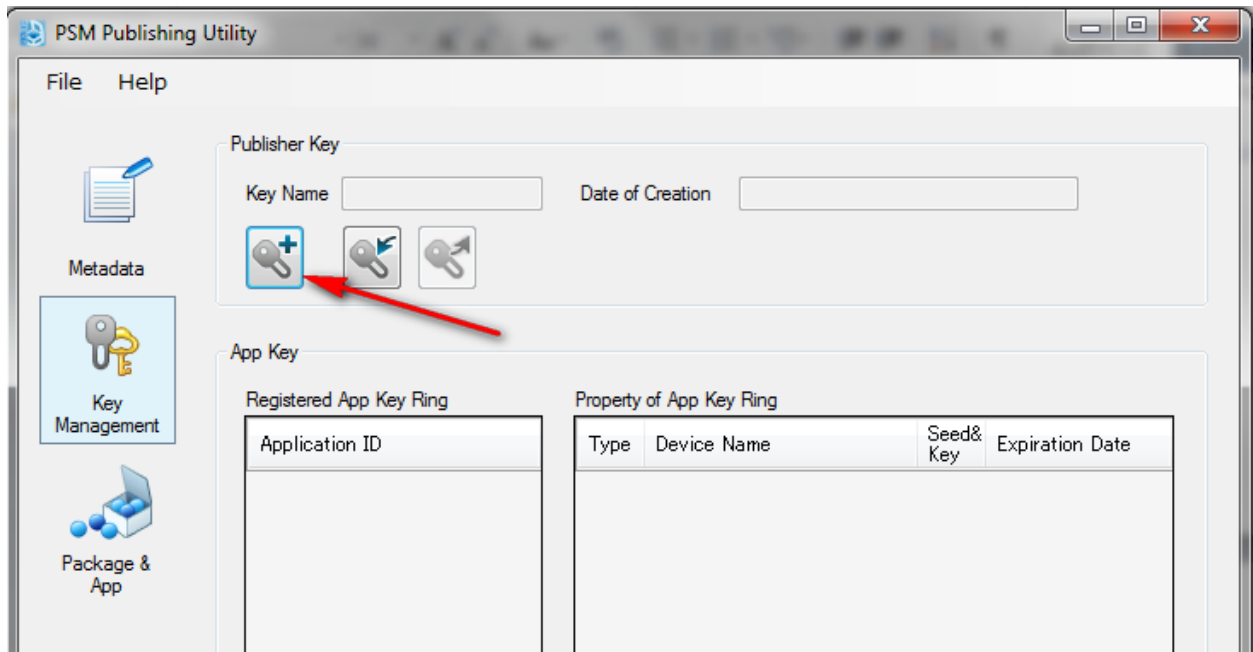 PSM Publishing Utility
File Help
Publisher Key
Key Name
Date of Creation
Metadata
Key
Management
Package &
App
App Key
Registered App Key Ring
Application ID
Property of App Key Ring
Type Device Name Seed&
Key Expiration Date